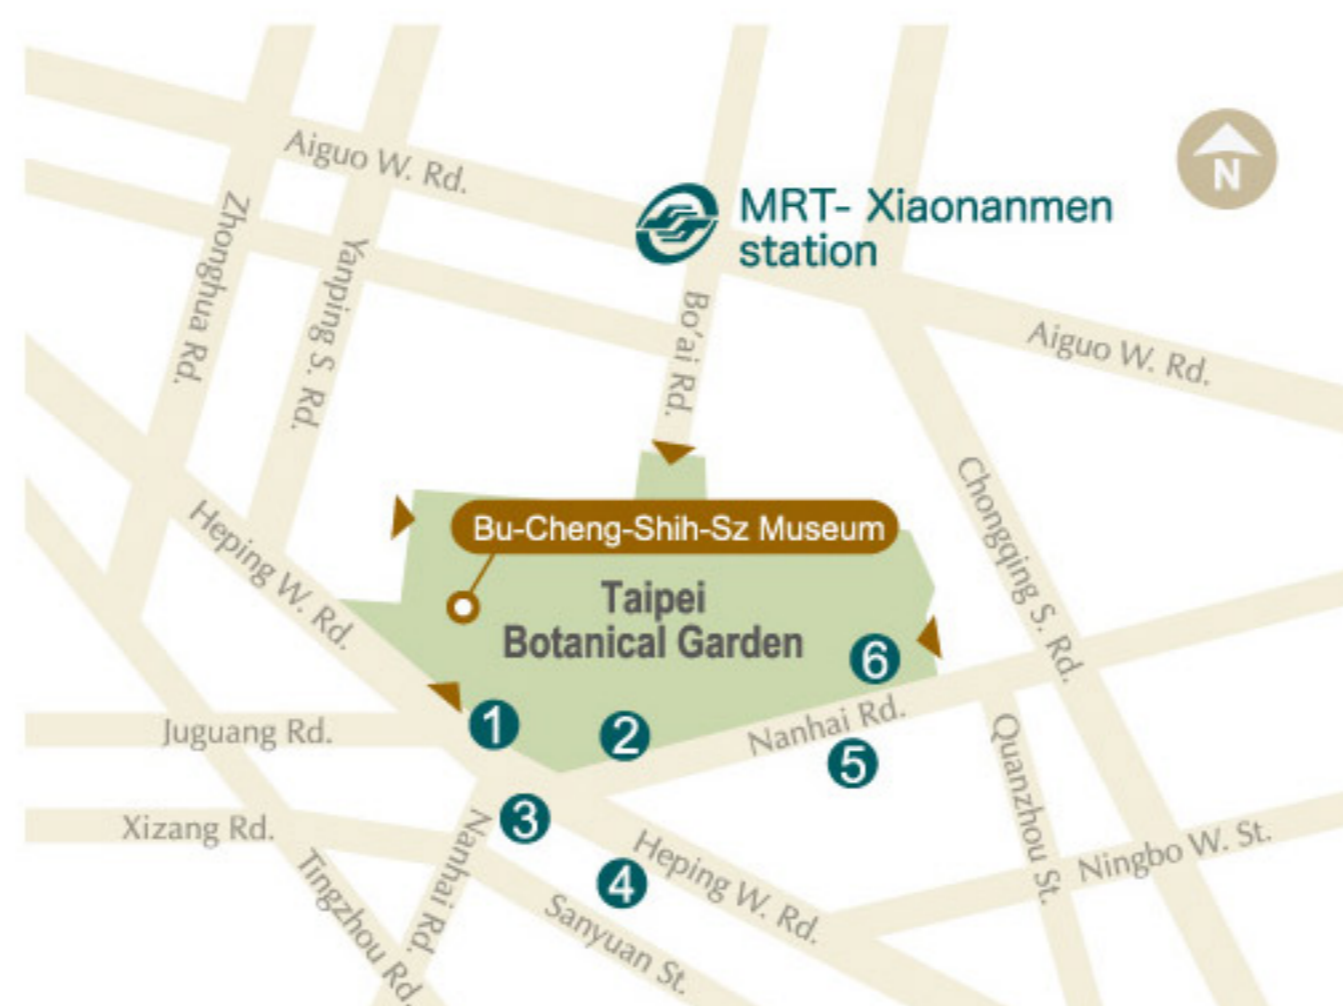 Aiguo W. Rd.
N
MRT- Xiaonanmen
station
Zhonghua Rd.
Yanping S. Rd.
Bo'ai Rd.
Aiguo W. Rd.
Heping W. Rd.
Bu-Cheng-Shih-Sz Museum
Chongqing S. Rd.
Taipei
Botanical Garden
6
1
2
Juguang Rd.
Nanhai Rd.
5
Quanzhou St.
3
Xizang Rd.
Nanhai Rd.
Heping W. Rd.
Ningbo W. St.
4
Tingzhou Rd.
Sanyuan St.